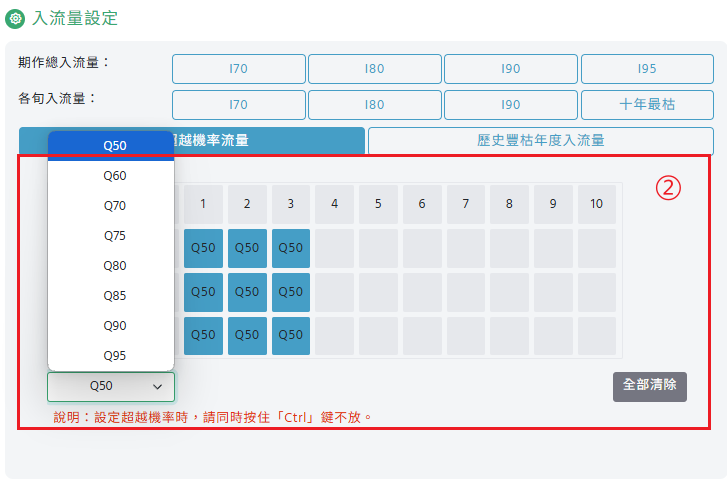 入流量設定
期作總入流量：
I70 I80 I90 I95
各旬入流量：
I70 I80 I90 十年最枯
超越機率流量 歷史豐枯年度入流量
②
Q50
Q60
Q70
Q75
Q80
Q85
Q90
Q95
1 2 3 4 5 6 7 8 9 10
Q50 Q50 Q50
Q50 Q50 Q50
Q50 Q50 Q50
Q50 全部清除
說明：設定超越機率時，請同時按住「Ctrl」鍵不放。